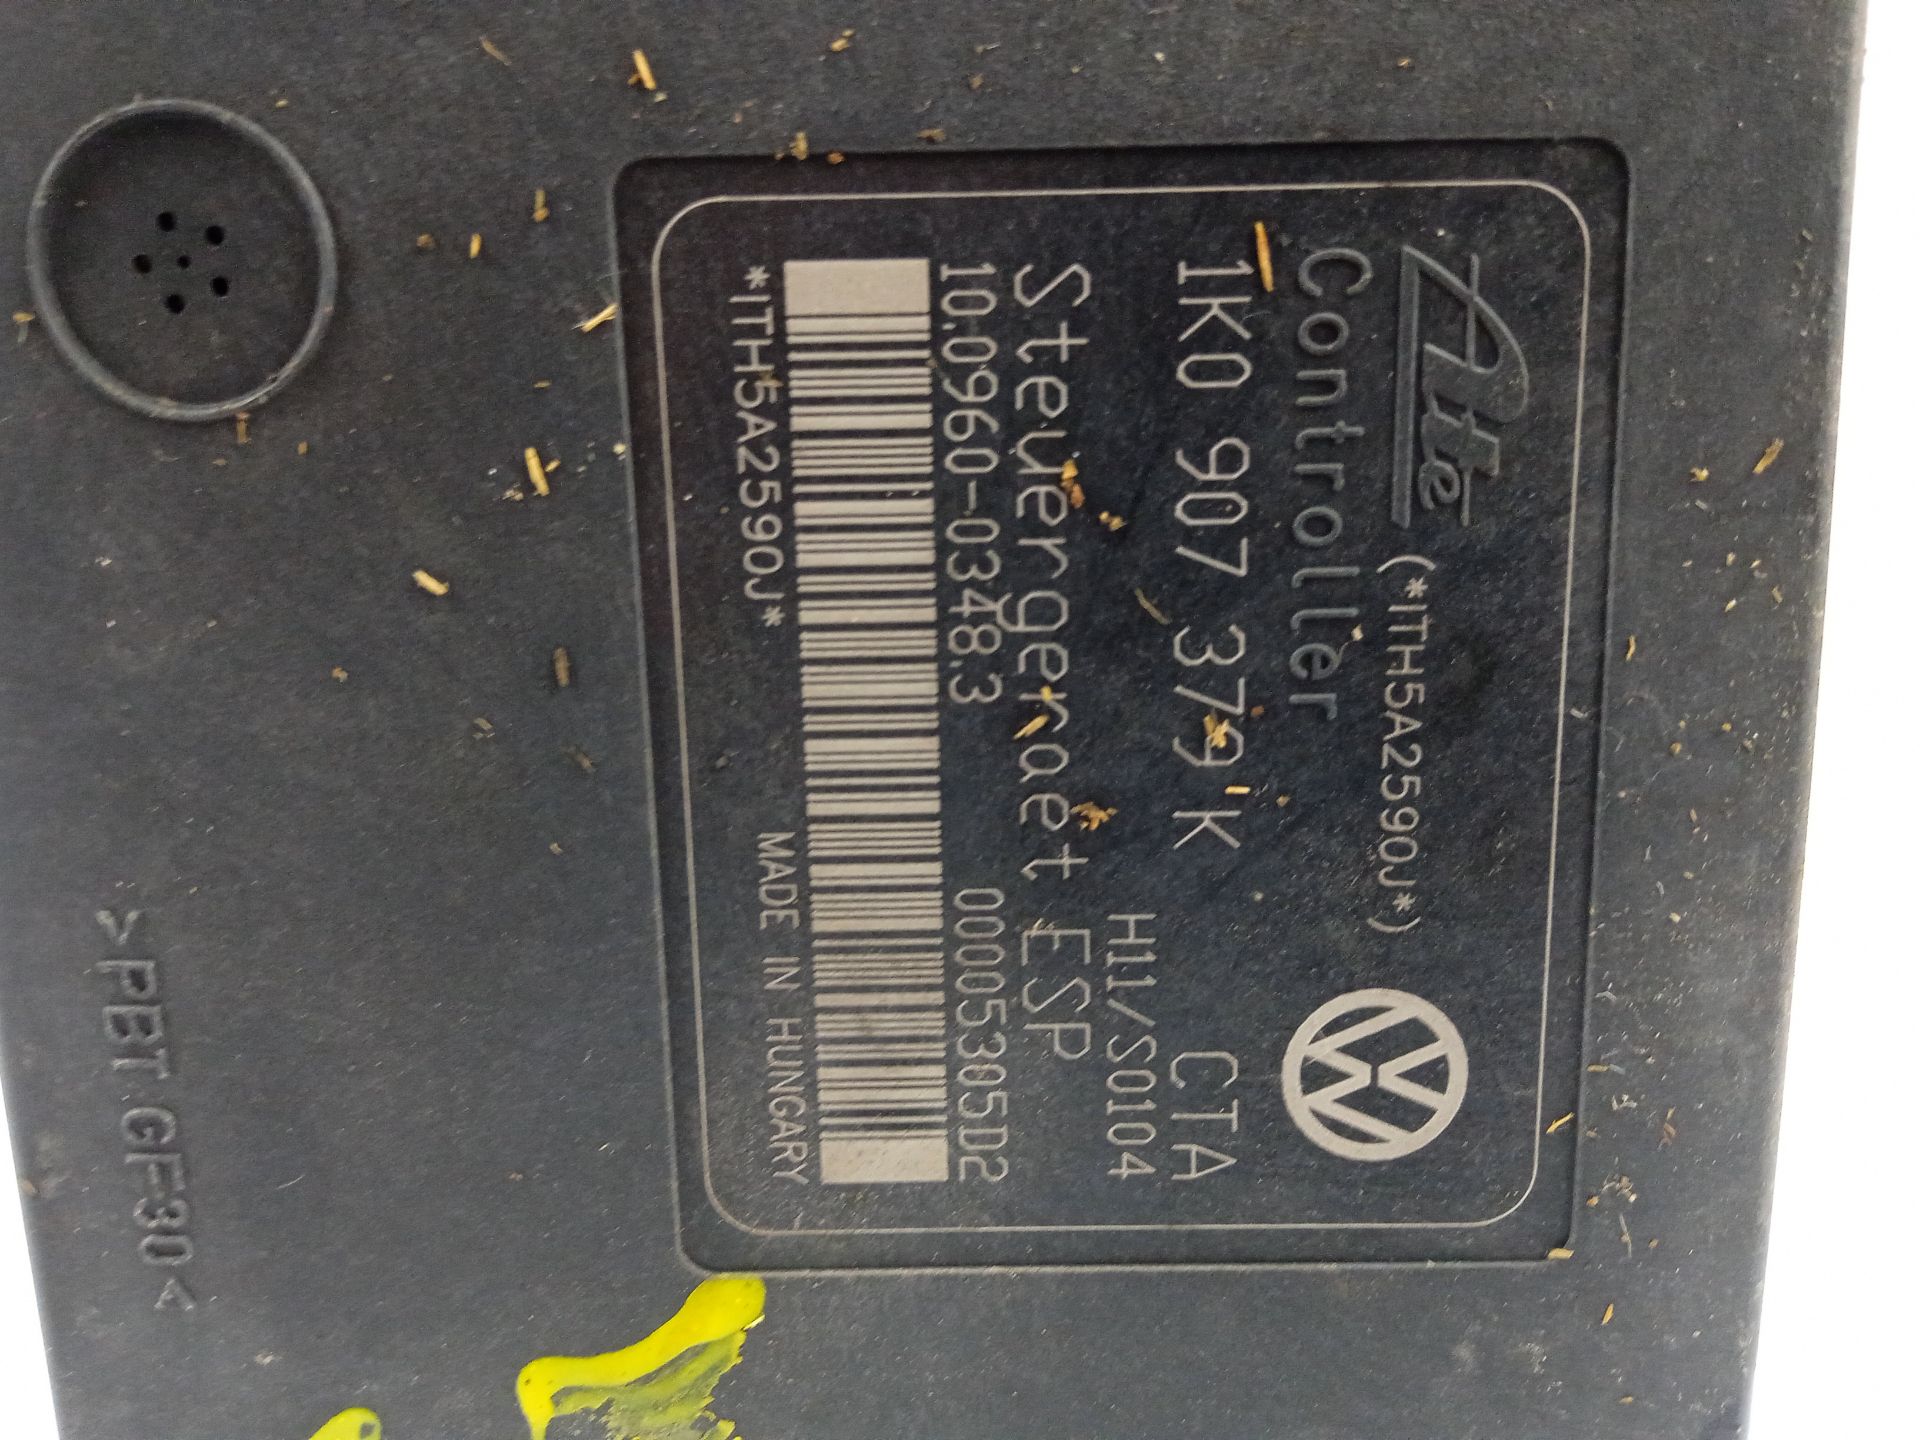 Ate (*ITH5A2590J*)
Controller
1K0 907 379 K CTA
H11/S0104
Steuergeraet ESP
10.0960-0348.3 00005305D2
*ITH5A2590J* MADE IN HUNGARY
>PBT GF30<